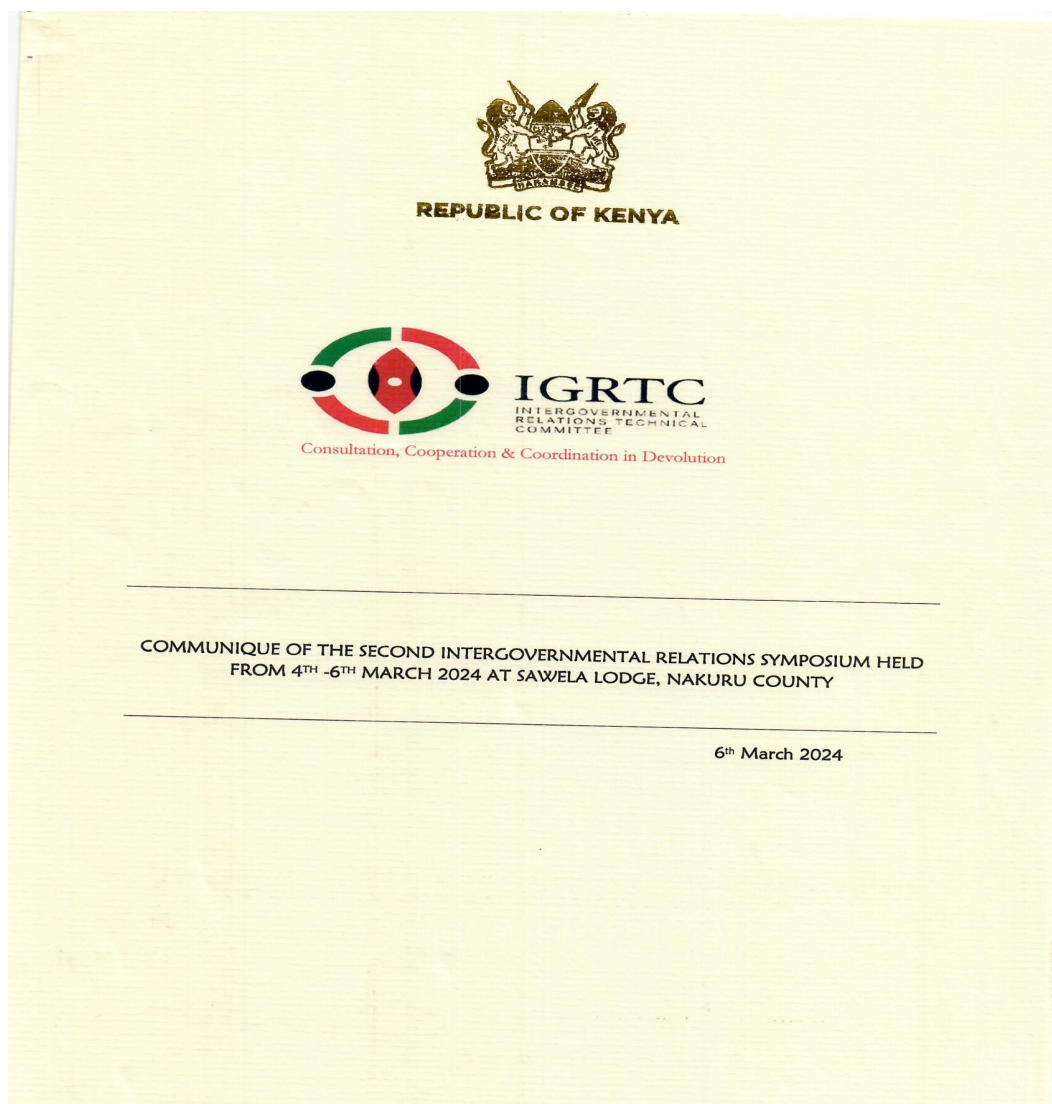 HARAMBEE
REPUBLIC OF KENYA
IGRTC
INTERGOVERNMENTAL
RELATIONS TECHNICAL
COMMITTEE
Consultation, Cooperation & Coordination in Devolution
COMMUNIQUE OF THE SECOND INTERGOVERNMENTAL RELATIONS SYMPOSIUM HELD
FROM 4TH -6TH MARCH 2024 AT SAWELA LODGE, NAKURU COUNTY
6th March 2024